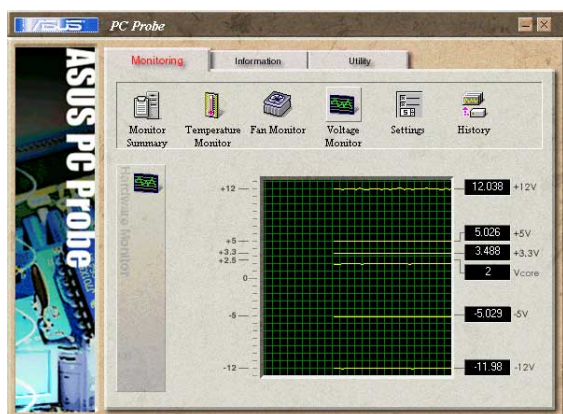 ASUS PC Probe
Monitoring Information Utility
Monitor Summary
Temperature Monitor
Fan Monitor
Voltage Monitor
Settings
History
ASUS PC Probe
Hardware Monitor
+12
+5
+3.3
+2.5
0
-5
-12
12.038 +12V
5.026 +5V
3.488 +3.3V
2 Vcore
-5.029 -5V
-11.98 -12V